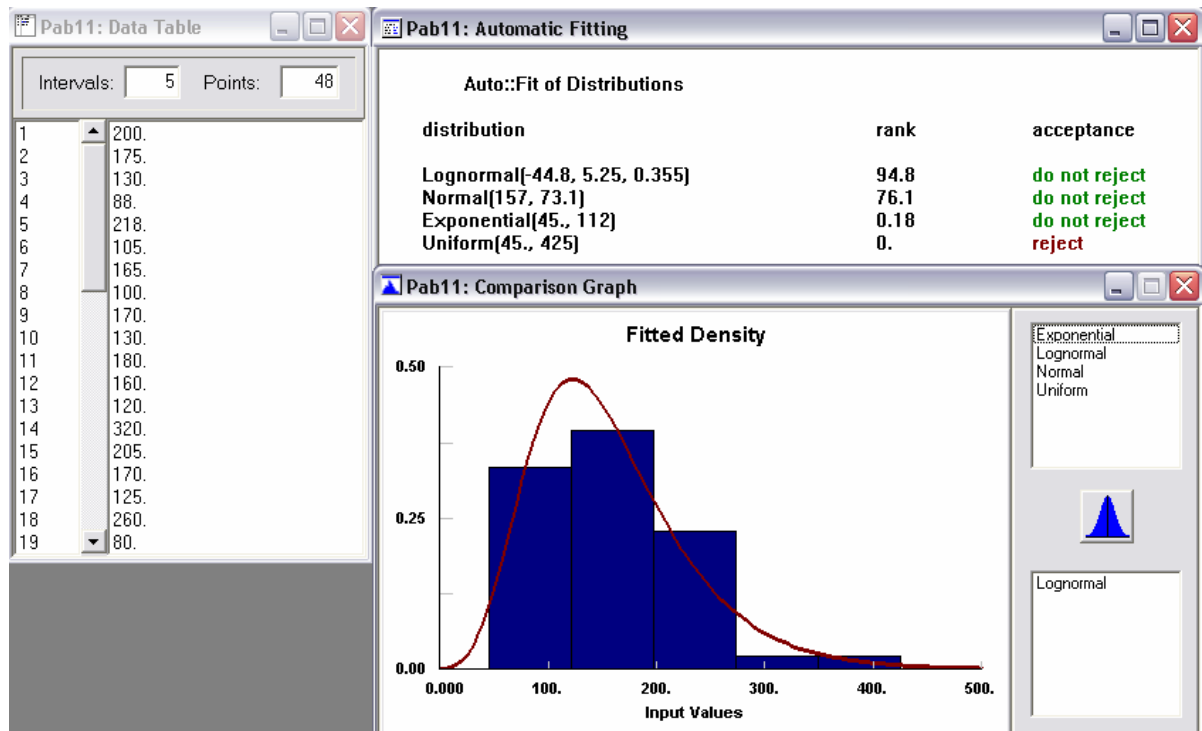 Pab11: Data Table
Intervals: 5 Points: 48
1 200.
2 175.
3 130.
4 88.
5 218.
6 105.
7 165.
8 100.
9 170.
10 130.
11 180.
12 160.
13 120.
14 320.
15 205.
16 170.
17 125.
18 260.
19 80.
Pab11: Automatic Fitting
Auto::Fit of Distributions
distribution rank acceptance
Lognormal(-44.8, 5.25, 0.355) 94.8 do not reject
Normal(157, 73.1) 76.1 do not reject
Exponential(45., 112) 0.18 do not reject
Uniform(45., 425) 0. reject
Pab11: Comparison Graph
Fitted Density
0.50
0.25
0.00
0.000 100. 200. 300. 400. 500.
Input Values
Exponential
Lognormal
Normal
Uniform
Lognormal